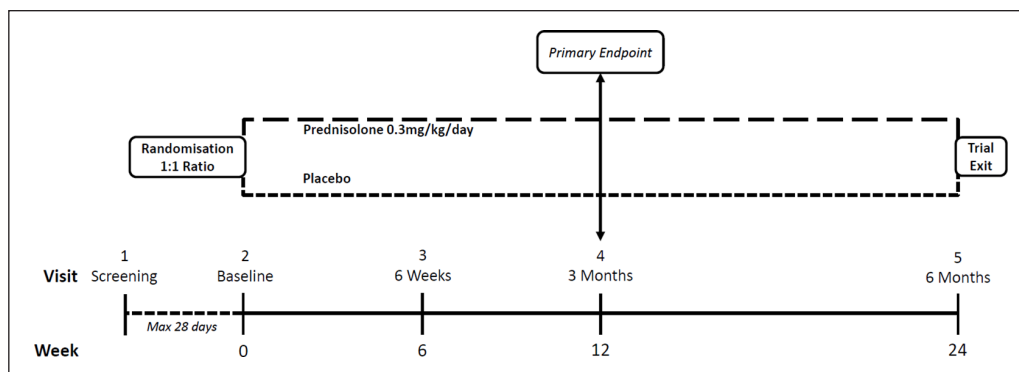 Primary Endpoint
Prednisolone 0.3mg/kg/day
Randomisation
1:1 Ratio
Trial
Exit
Placebo
1 2 3 4 5
Visit Screening Baseline 6 Weeks 3 Months 6 Months
Max 28 days
Week 0 6 12 24